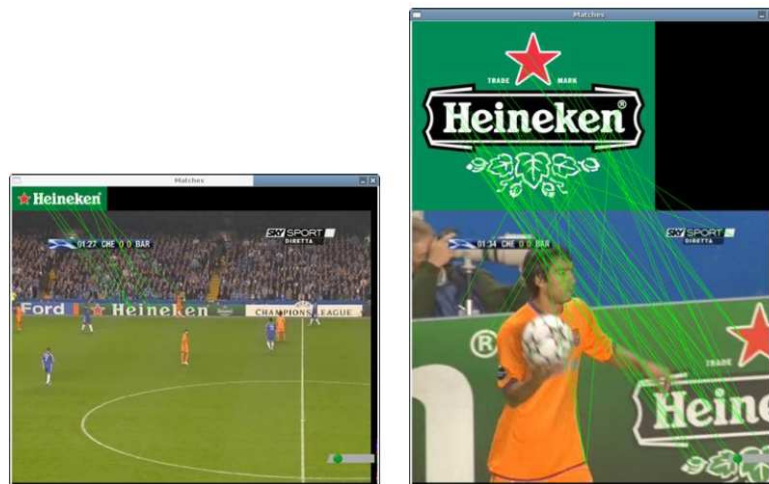 Matches
Heineken
SKY SPORT
DIRETTA
01:27 CHE 0 0 BAR
Ford
Heineken
CHAMPIONS LEAGUE
Matches
TRADE MARK
Heineken®
SKY SPORT
DIRETTA
01:34 CHE 0 0 BAR
®
TRADE
Heine